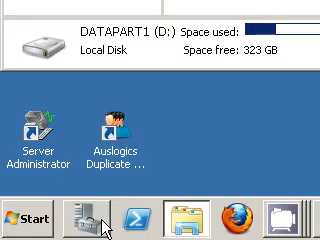 DATAPART1 (D:) Space used:
Local Disk Space free: 323 GB
Server Administrator
Auslogics Duplicate ...
Start